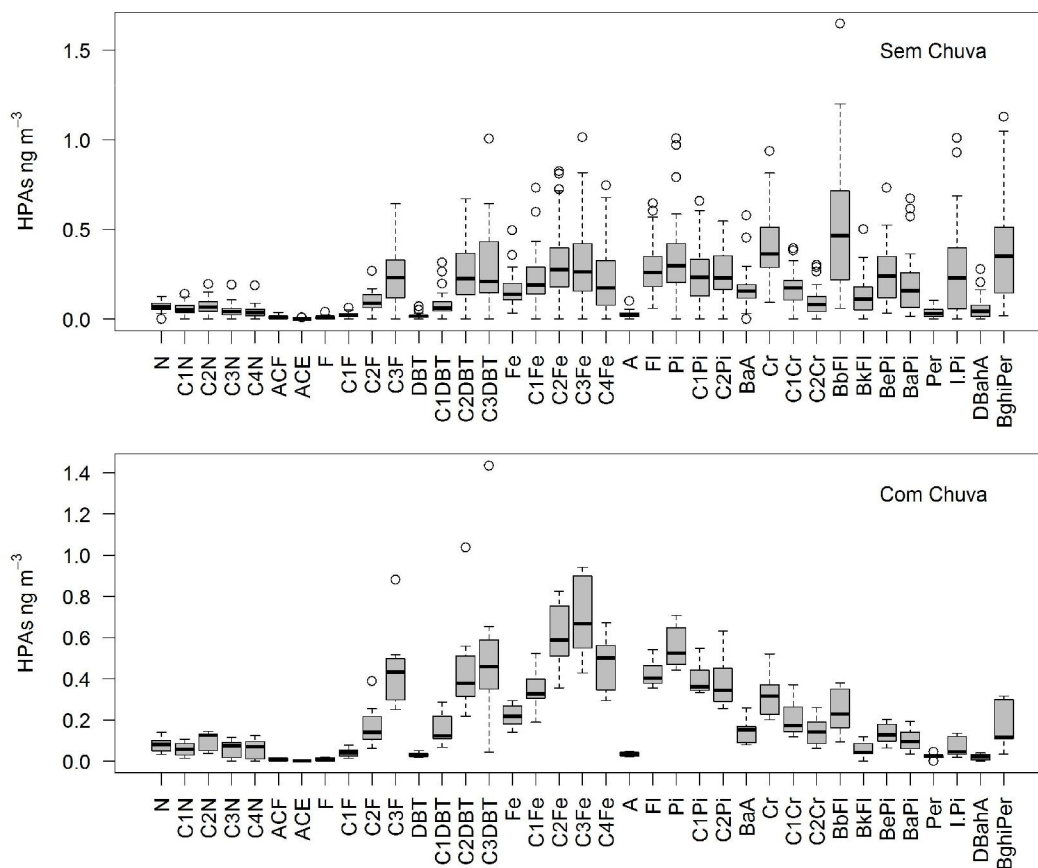 Sem Chuva
HPAs ng m⁻³
1.5
1.0
0.5
0.0
N C1N C2N C3N C4N ACF ACE F C1F C2F C3F DBT C1DBT C2DBT C3DBT Fe C1Fe C2Fe C3Fe C4Fe A Fl Pi C1Pi C2Pi BaA Cr C1Cr C2Cr BbFl BkFl BePi BaPi Per I.Pi DBahA BghiPer
Com Chuva
HPAs ng m⁻³
1.4
1.2
1.0
0.8
0.6
0.4
0.2
0.0
N C1N C2N C3N C4N ACF ACE F C1F C2F C3F DBT C1DBT C2DBT C3DBT Fe C1Fe C2Fe C3Fe C4Fe A Fl Pi C1Pi C2Pi BaA Cr C1Cr C2Cr BbFl BkFl BePi BaPi Per I.Pi DBahA BghiPer